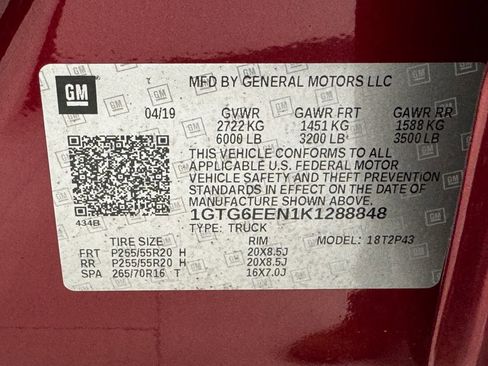 GM
MFD BY GENERAL MOTORS LLC
04/19 GVWR GAWR FRT GAWR RR
2722 KG 1451 KG 1588 KG
6000 LB 3200 LB 3500 LB
THIS VEHICLE CONFORMS TO ALL
APPLICABLE U.S. FEDERAL MOTOR
VEHICLE SAFETY AND THEFT PREVENTION
STANDARDS IN EFFECT ON THE DATE OF
MANUFACTURE SHOWN ABOVE.
1GTG6EEN1K1288848
434B TYPE: TRUCK
TIRE SIZE RIM MODEL: 18T2P43
FRT P255/55R20 H 20X8.5J
RR P255/55R20 H 20X8.5J
SPA 265/70R16 T 16X7.0J